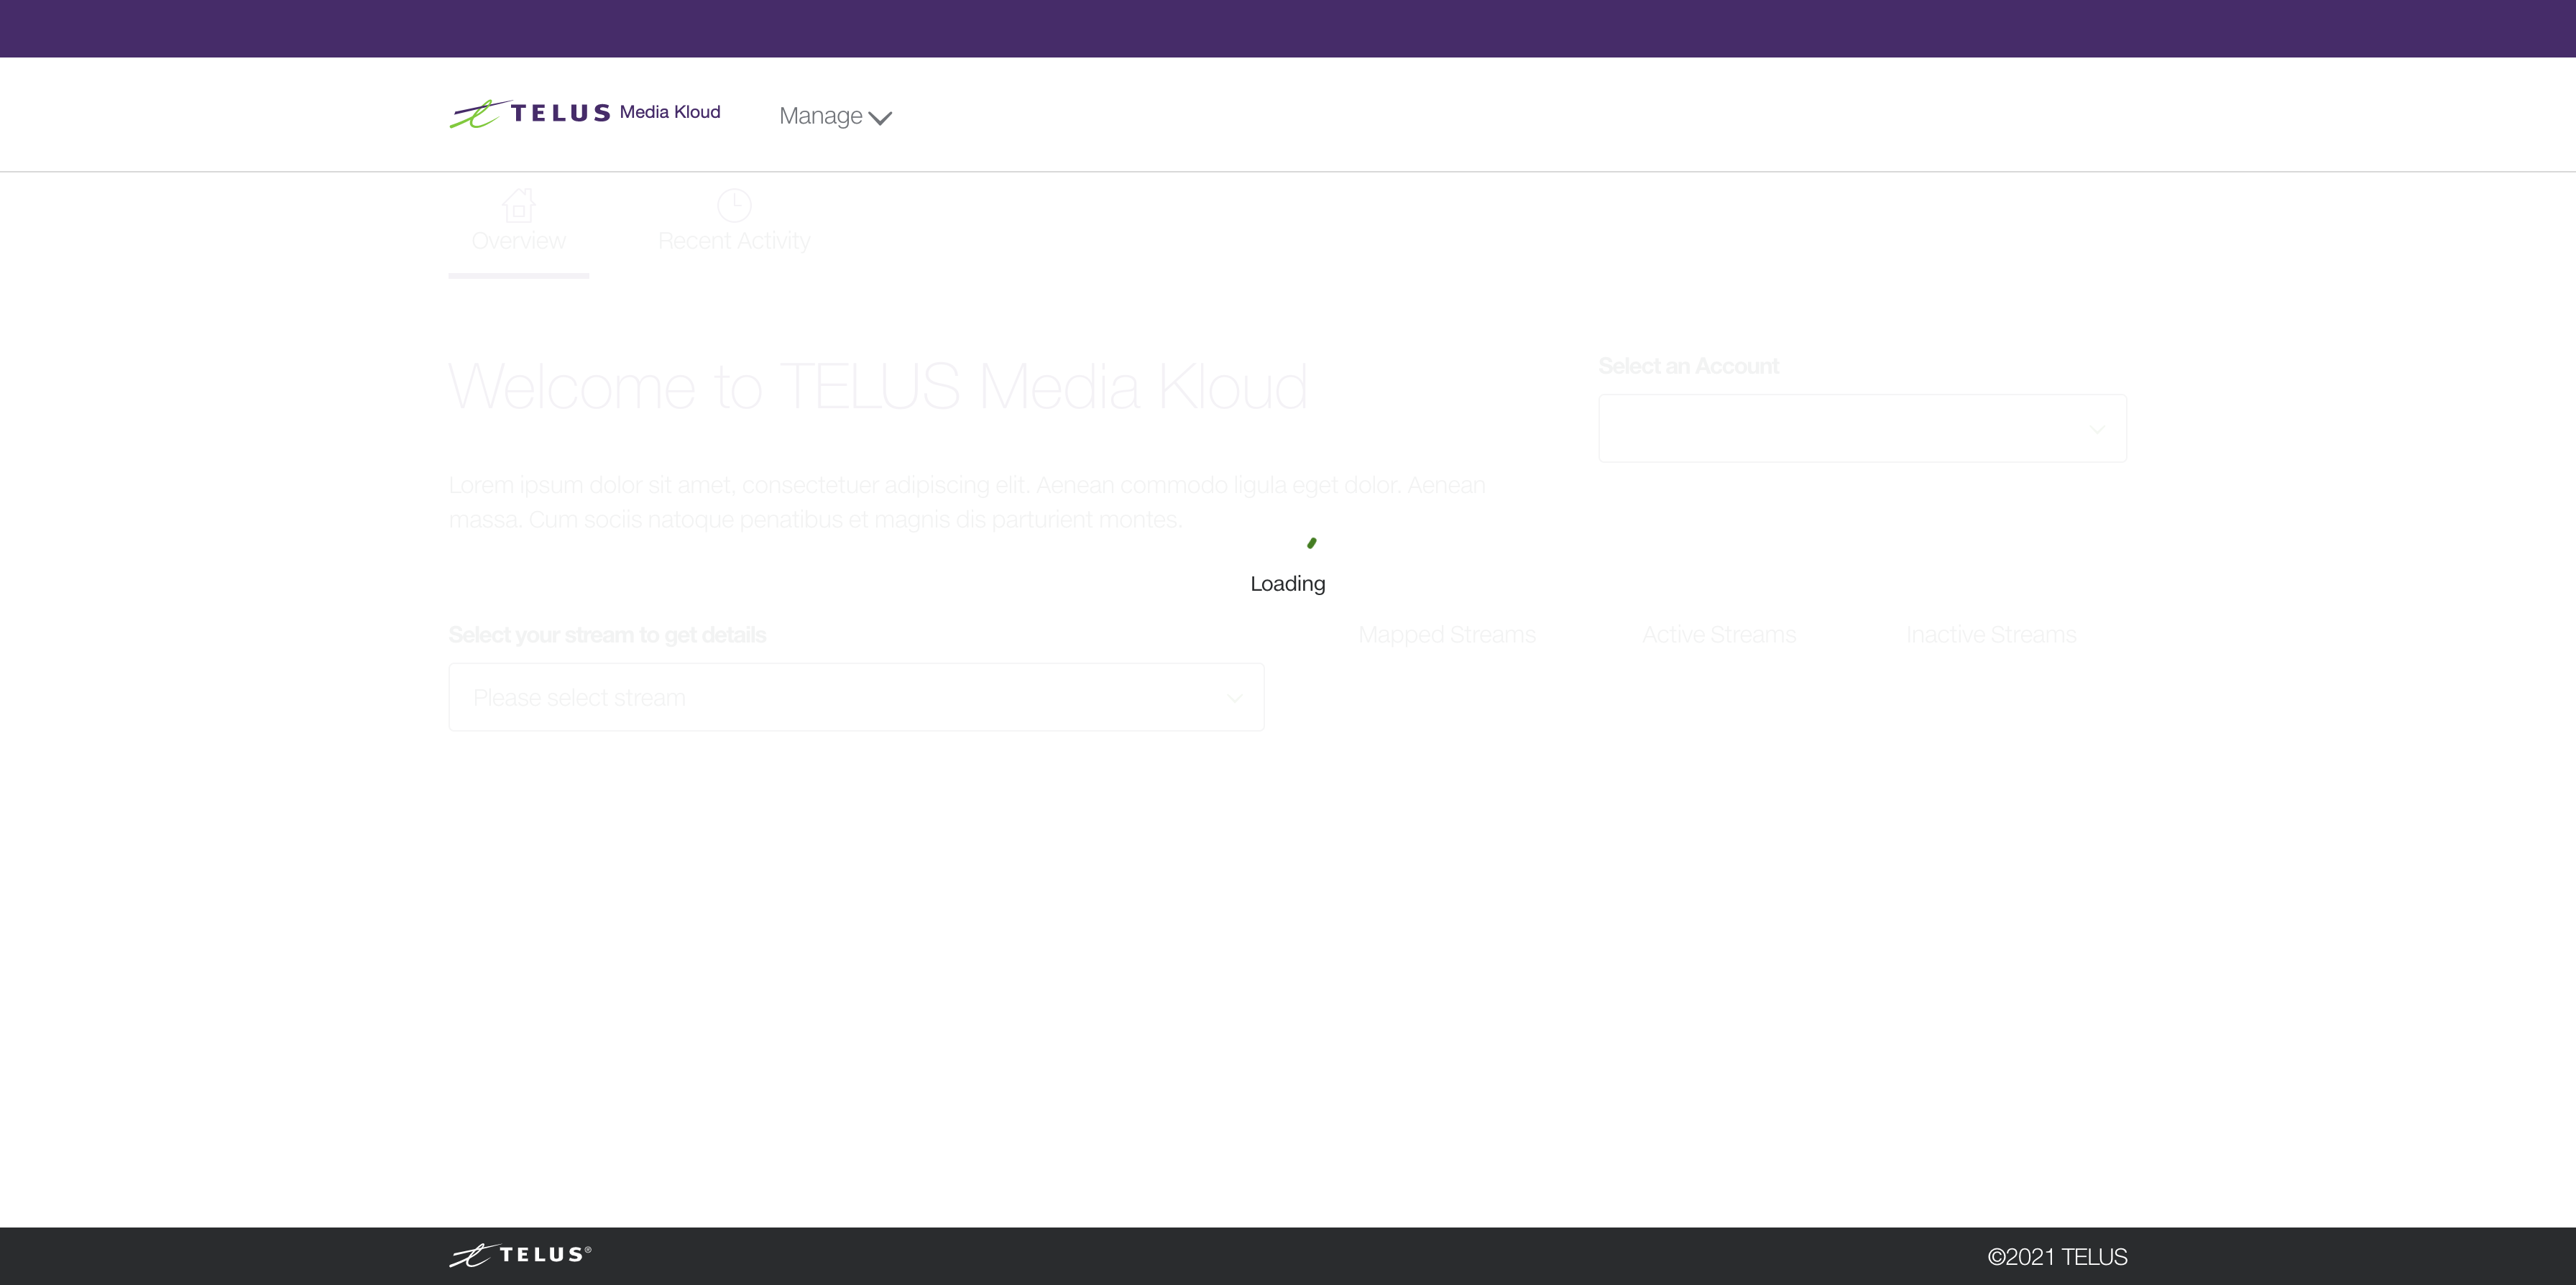 TELUS Media Kloud
Manage
Overview
Recent Activity
Welcome to TELUS Media Kloud
Select an Account
Lorem ipsum dolor sit amet, consectetuer adipiscing elit. Aenean commodo ligula eget dolor. Aenean
massa. Cum sociis natoque penatibus et magnis dis parturient montes.
Loading
Select your stream to get details
Mapped Streams
Active Streams
Inactive Streams
Please select stream
TELUS®
©2021 TELUS